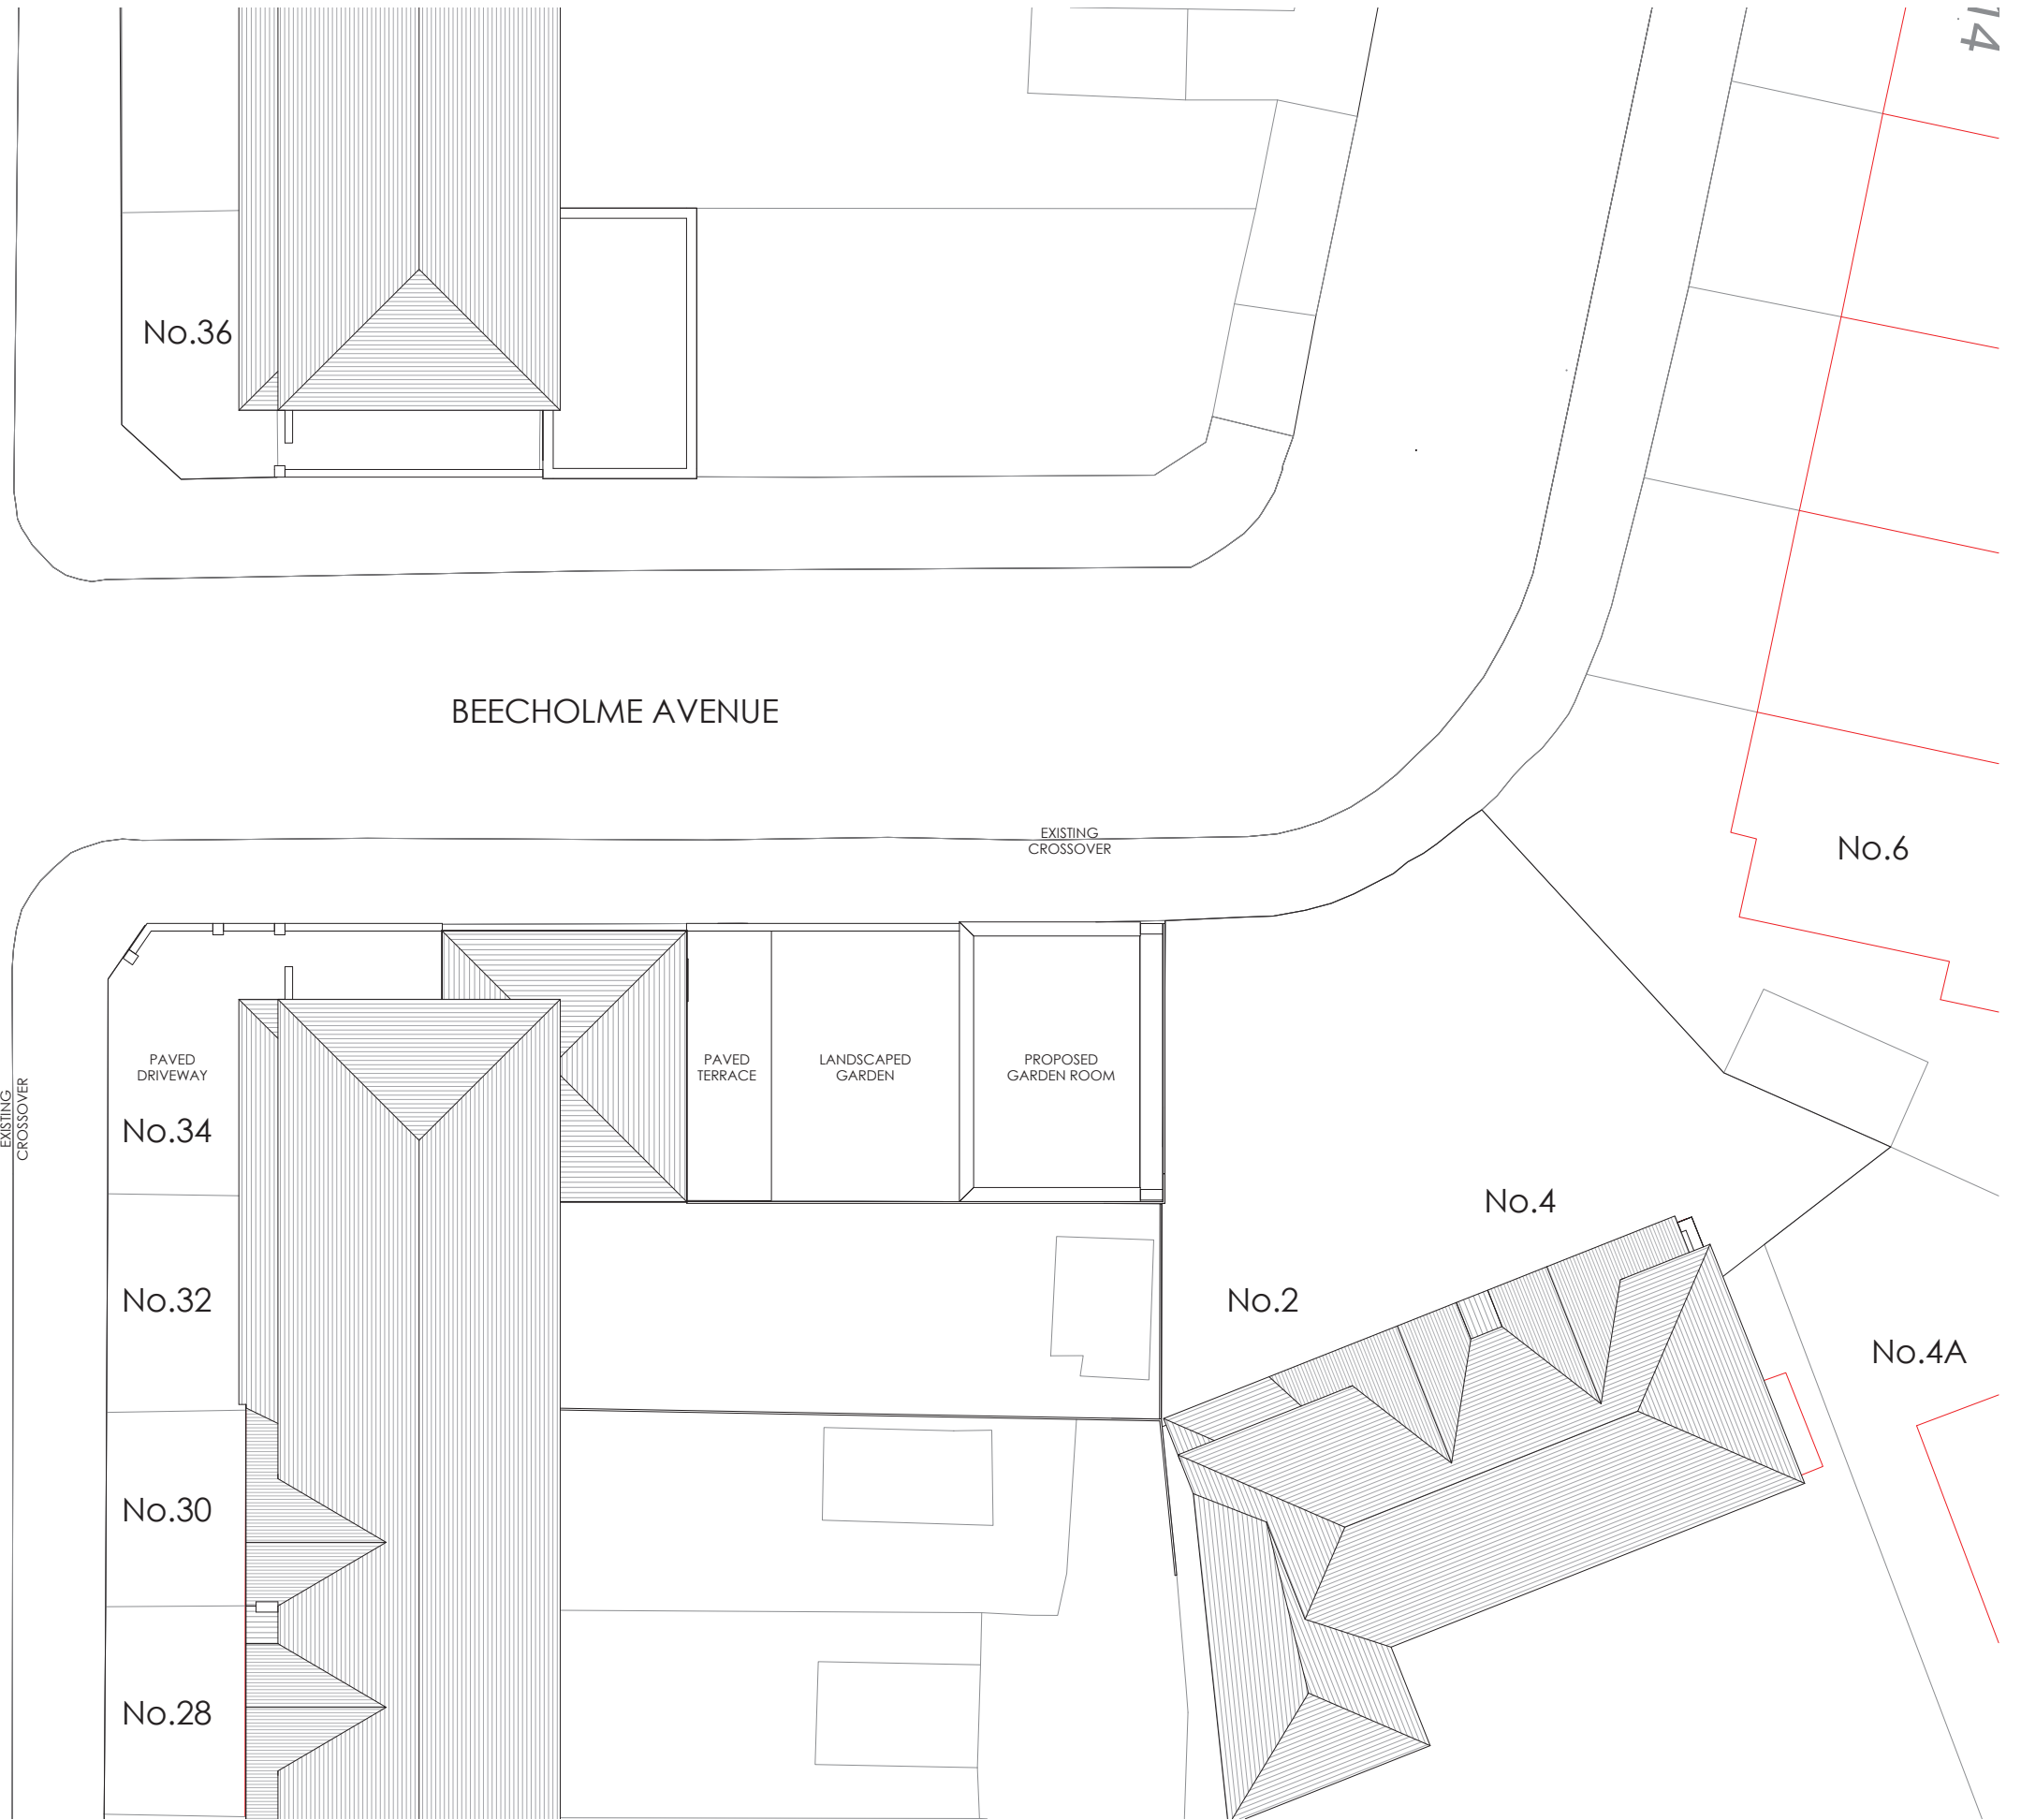 14
No.36
BEECHOLME AVENUE
EXISTING
CROSSOVER
No.6
PAVED
DRIVEWAY
PAVED
TERRACE
LANDSCAPED
GARDEN
PROPOSED
GARDEN ROOM
EXISTING
CROSSOVER
No.34
No.4
No.32
No.2
No.4A
No.30
No.28